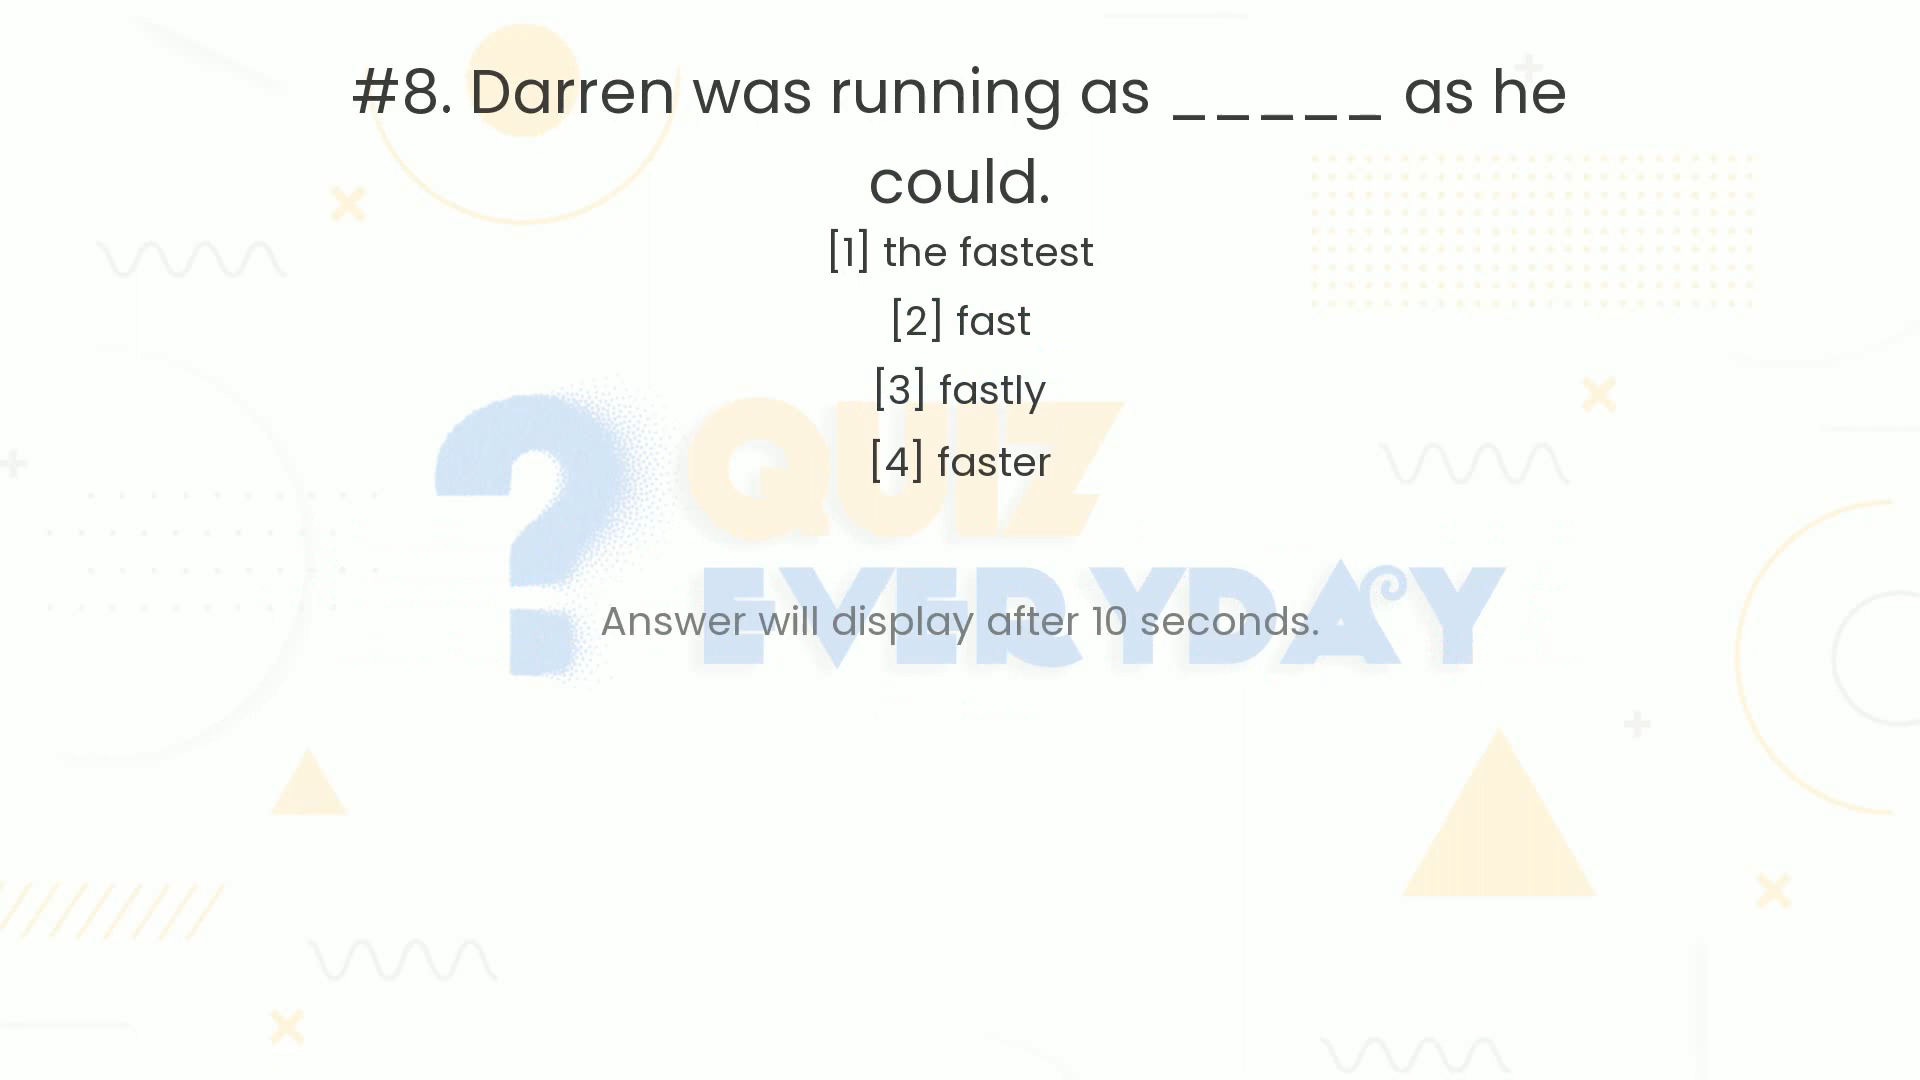 #8. Darren was running as _ _ _ _ _ as he
could.
[1] the fastest
[2] fast
[3] fastly
[4] faster
? QUIZ
EVERYDAY
Answer will display after 10 seconds.